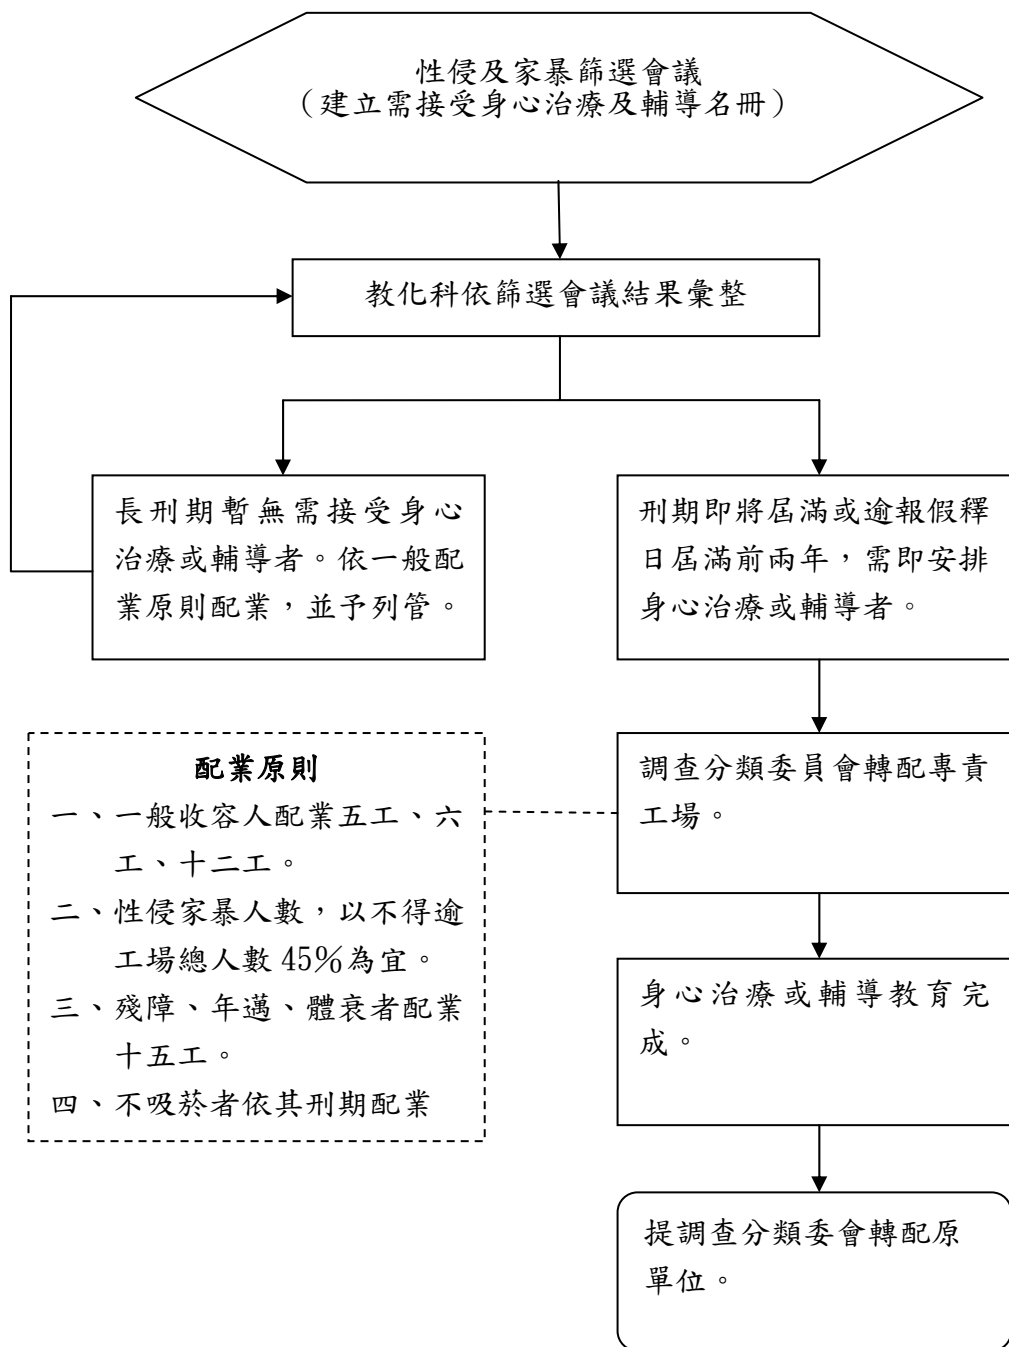 性侵及家暴篩選會議
（建立需接受身心治療及輔導名冊）
教化科依篩選會議結果彙整
長刑期暫無需接受身心
治療或輔導者。依一般配
業原則配業，並予列管。
刑期即將屆滿或逾報假釋
日屆滿前兩年，需即安排
身心治療或輔導者。
配業原則
一、一般收容人配業五工、六
工、十二工。
二、性侵家暴人數，以不得逾
工場總人數 45%為宜。
三、殘障、年邁、體衰者配業
十五工。
四、不吸菸者依其刑期配業
調查分類委員會轉配專責
工場。
身心治療或輔導教育完
成。
提調查分類委會轉配原
單位。